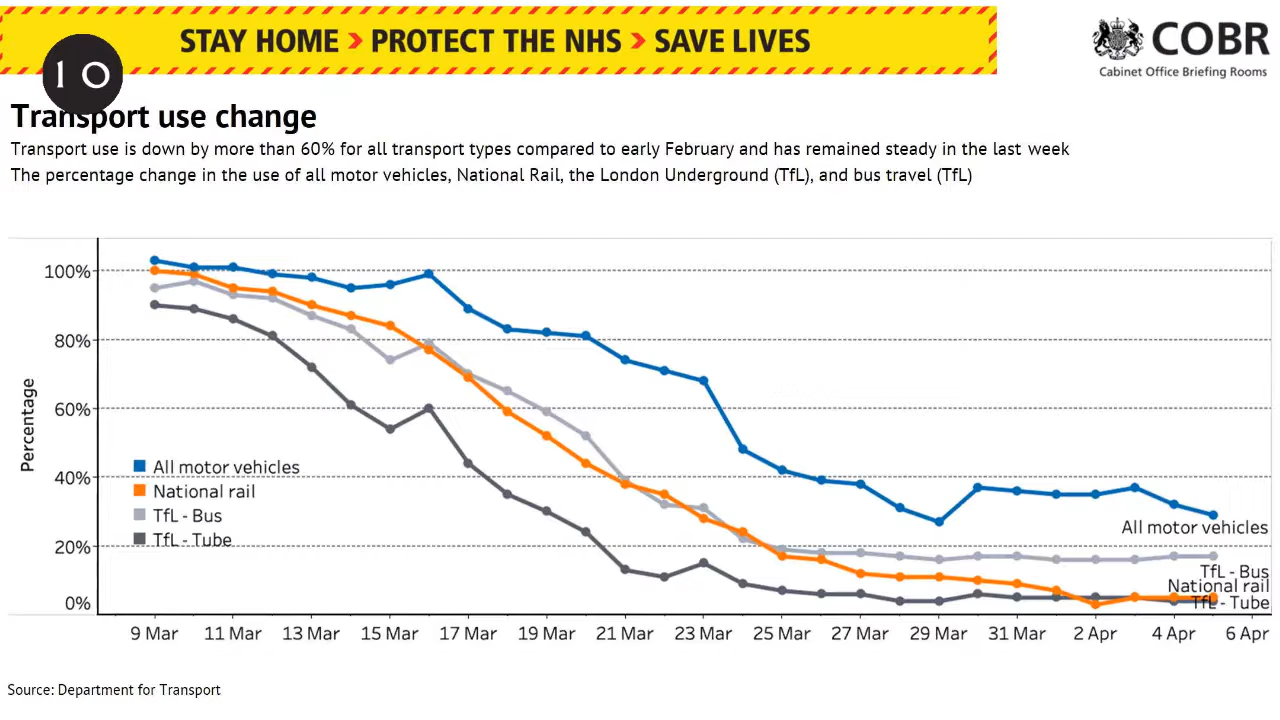 STAY HOME > PROTECT THE NHS > SAVE LIVES
COBR
Cabinet Office Briefing Rooms
10
Transport use change
Transport use is down by more than 60% for all transport types compared to early February and has remained steady in the last week
The percentage change in the use of all motor vehicles, National Rail, the London Underground (TfL), and bus travel (TfL)
Percentage
100%
80%
60%
40%
20%
0%
All motor vehicles
National rail
TfL - Bus
TfL - Tube
All motor vehicles
TfL - Bus
National rail
TfL - Tube
9 Mar 11 Mar 13 Mar 15 Mar 17 Mar 19 Mar 21 Mar 23 Mar 25 Mar 27 Mar 29 Mar 31 Mar 2 Apr 4 Apr 6 Apr
Source: Department for Transport